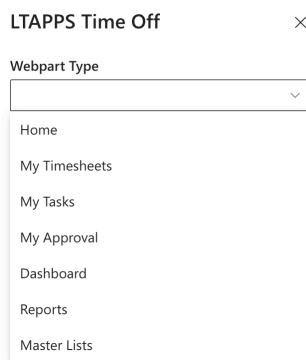 LTAPPS Time Off
Webpart Type
Home
My Timesheets
My Tasks
My Approval
Dashboard
Reports
Master Lists